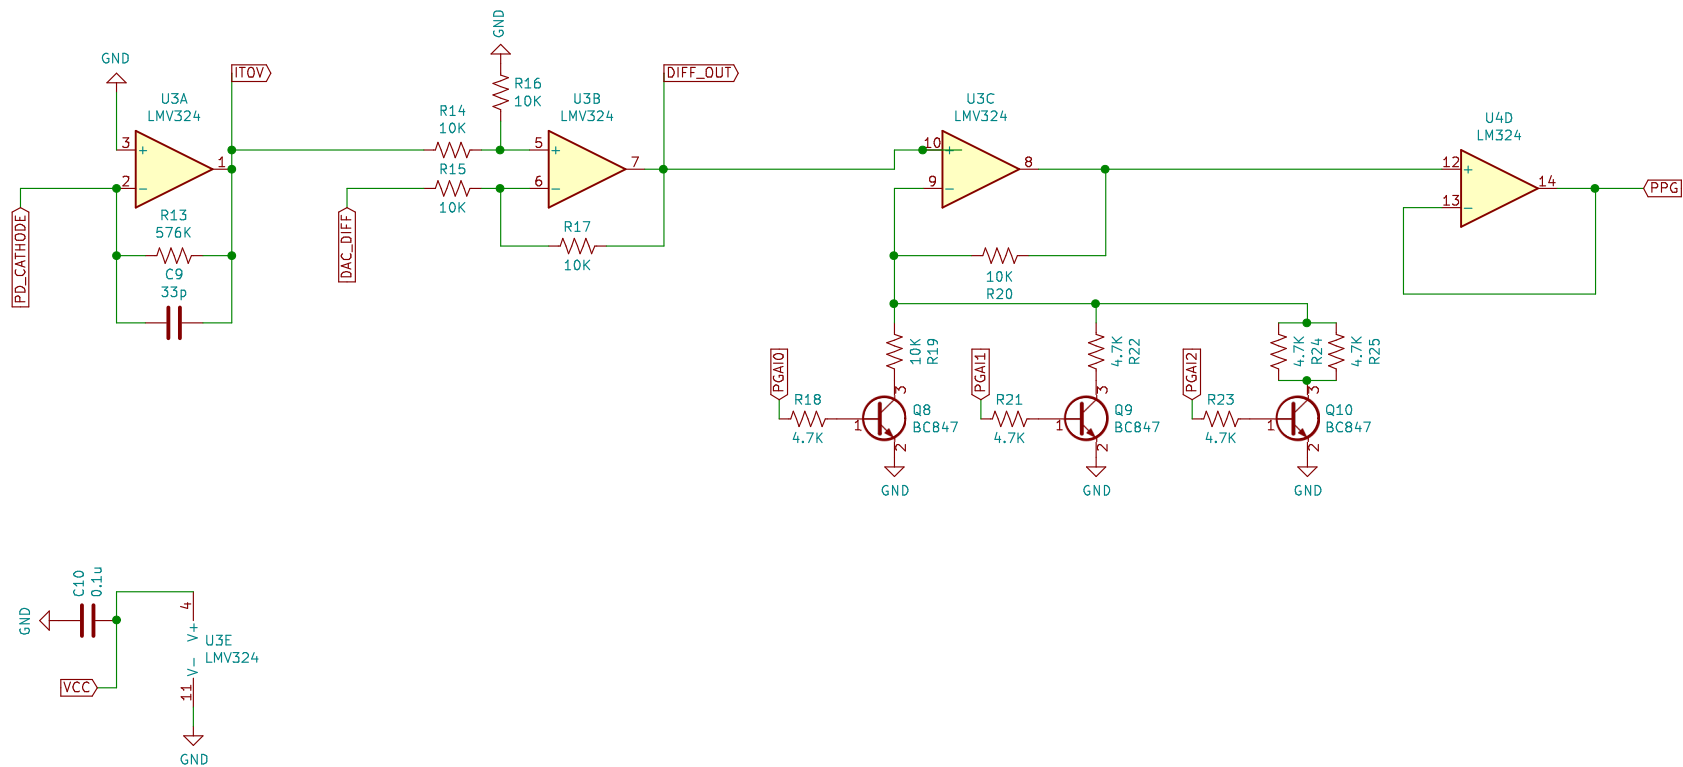 GND
ITOV
U3A
LMV324
3
+
2
−
1
PD_CATHODE
R13
576K
C9
33p
GND
R16
10K
R14
10K
R15
10K
DAC_DIFF
U3B
LMV324
5
+
6
−
7
DIFF_OUT
R17
10K
U3C
LMV324
10
+
9
−
8
10K
R20
U4D
LM324
12
+
13
−
14
PPG
PGAI0
R18
4.7K
10K
R19
1
3
2
Q8
BC847
GND
PGAI1
R21
4.7K
4.7K
R22
1
3
2
Q9
BC847
GND
PGAI2
R23
4.7K
4.7K
R24
4.7K
R25
1
3
2
Q10
BC847
GND
GND
C10
0.1u
VCC
4
V+
U3E
LMV324
V−
11
GND